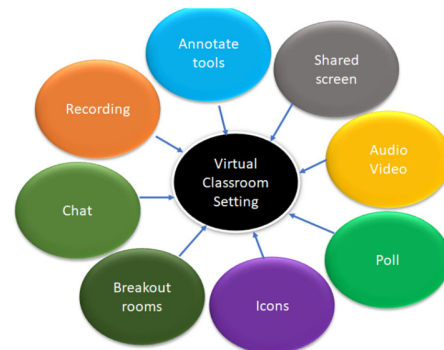 Annotate
tools
Shared
screen
Recording
Audio
Video
Virtual
Classroom
Setting
Chat
Poll
Breakout
rooms
Icons